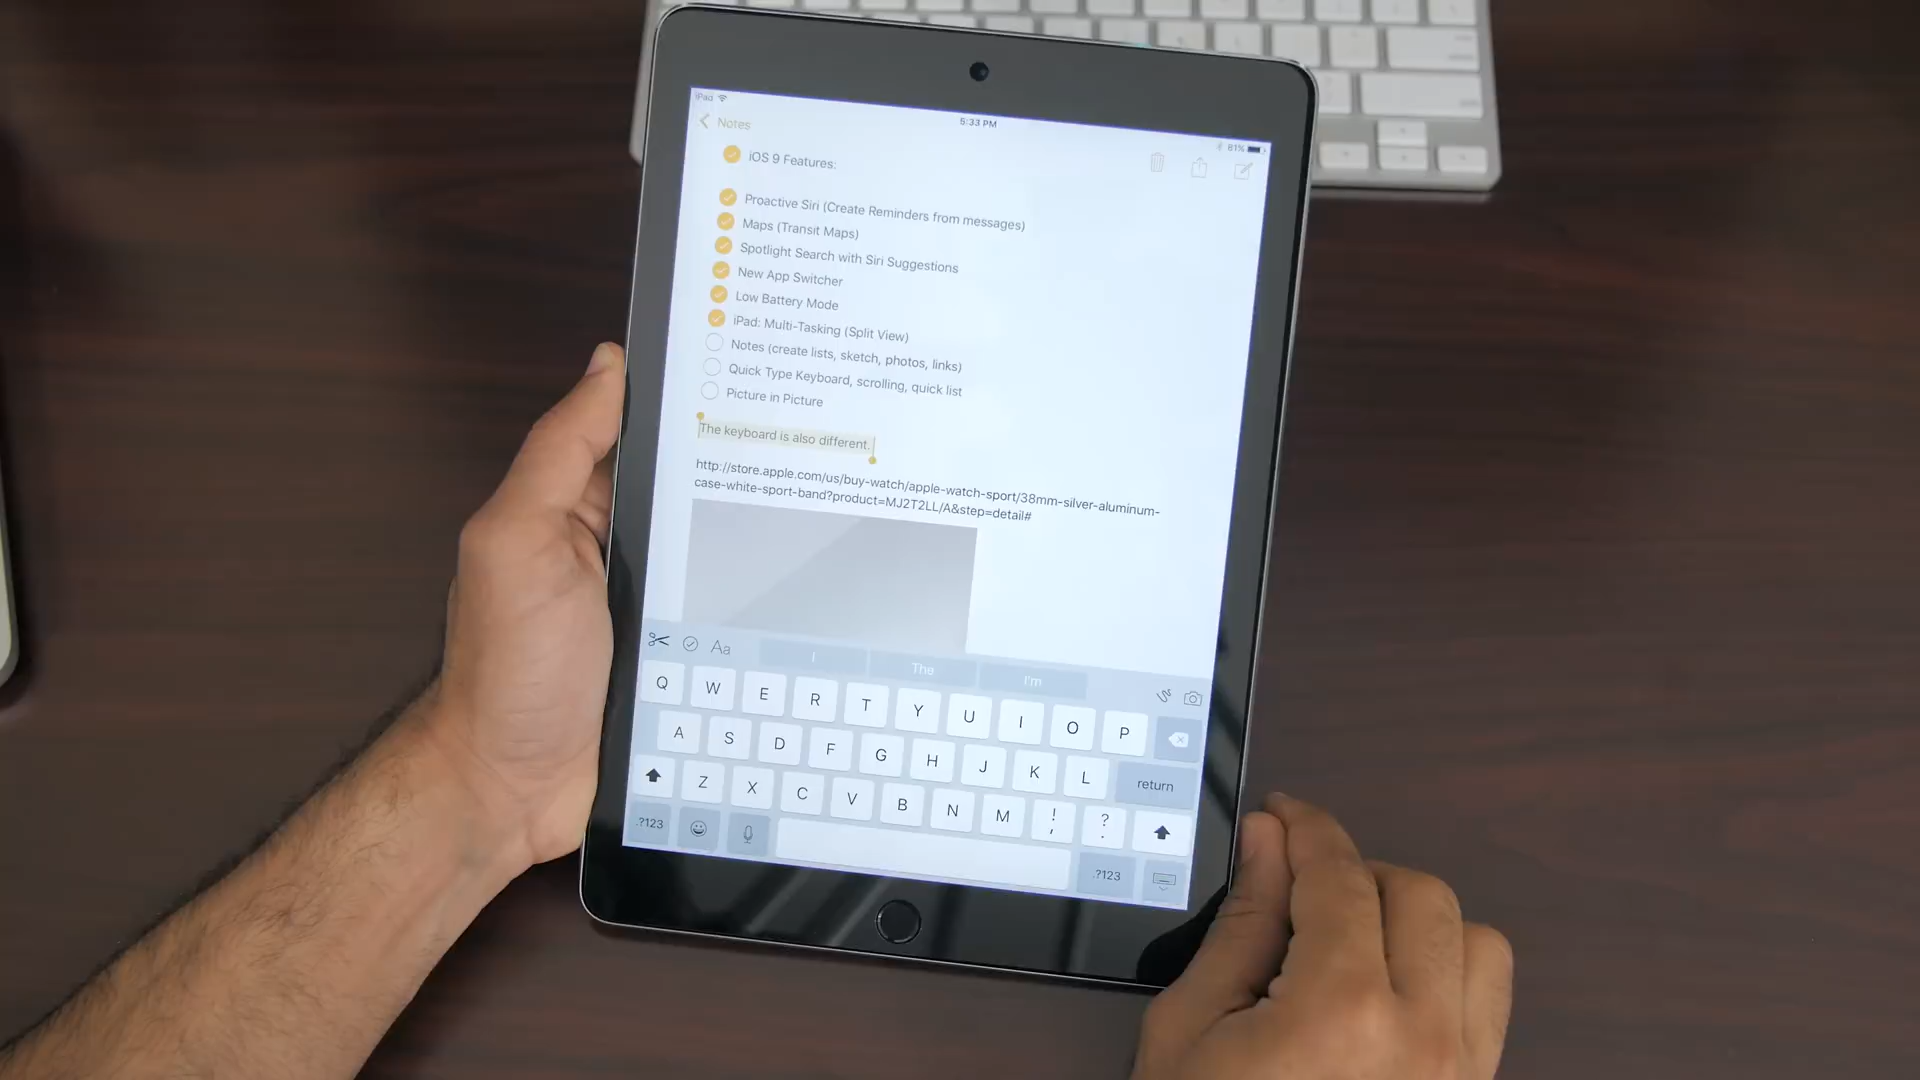 iPad
5:33 PM
81%
Notes
iOS 9 Features:
Proactive Siri (Create Reminders from messages)
Maps (Transit Maps)
Spotlight Search with Siri Suggestions
New App Switcher
Low Battery Mode
iPad: Multi-Tasking (Split View)
Notes (create lists, sketch, photos, links)
Quick Type Keyboard, scrolling, quick list
Picture in Picture
The keyboard is also different.
http://store.apple.com/us/buy-watch/apple-watch-sport/38mm-silver-aluminum-
case-white-sport-band?product=MJ2T2LL/A&step=detail#
Aa I The I'm
Q W E R T Y U I O P
A S D F G H J K L return
Z X C V B N M ! , ? .
.?123 .?123